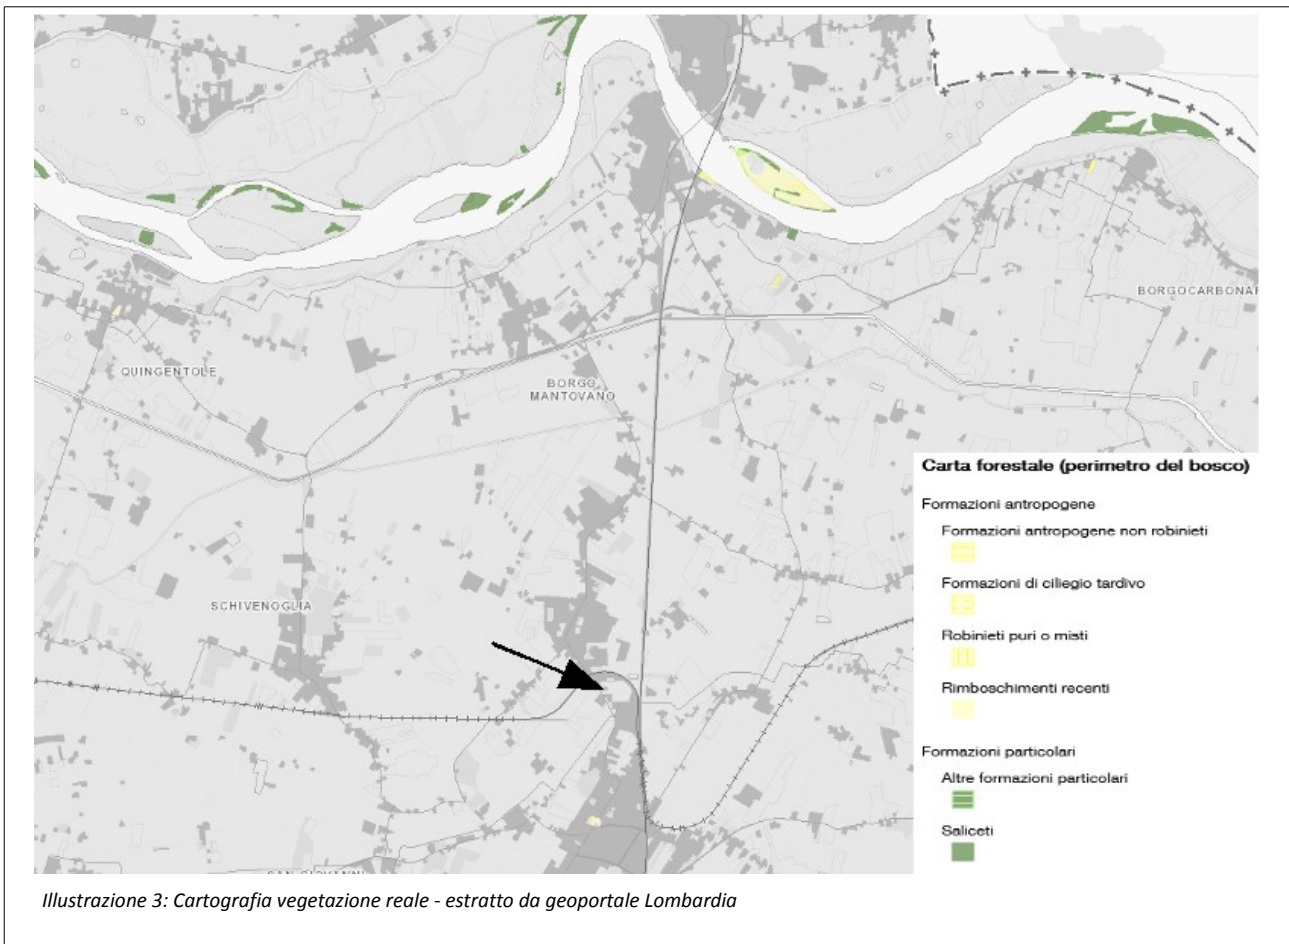 BORGOCARBONAR
QUINGENTOLE
BORGO
MANTOVANO
SCHIVENOGLIA
SAN GIOVANNI
Carta forestale (perimetro del bosco)
Formazioni antropogene
Formazioni antropogene non robinieti
Formazioni di ciliegio tardivo
Robinieti puri o misti
Rimboschimenti recenti
Formazioni particolari
Altre formazioni particolari
Saliceti
Illustrazione 3: Cartografia vegetazione reale - estratto da geoportale Lombardia